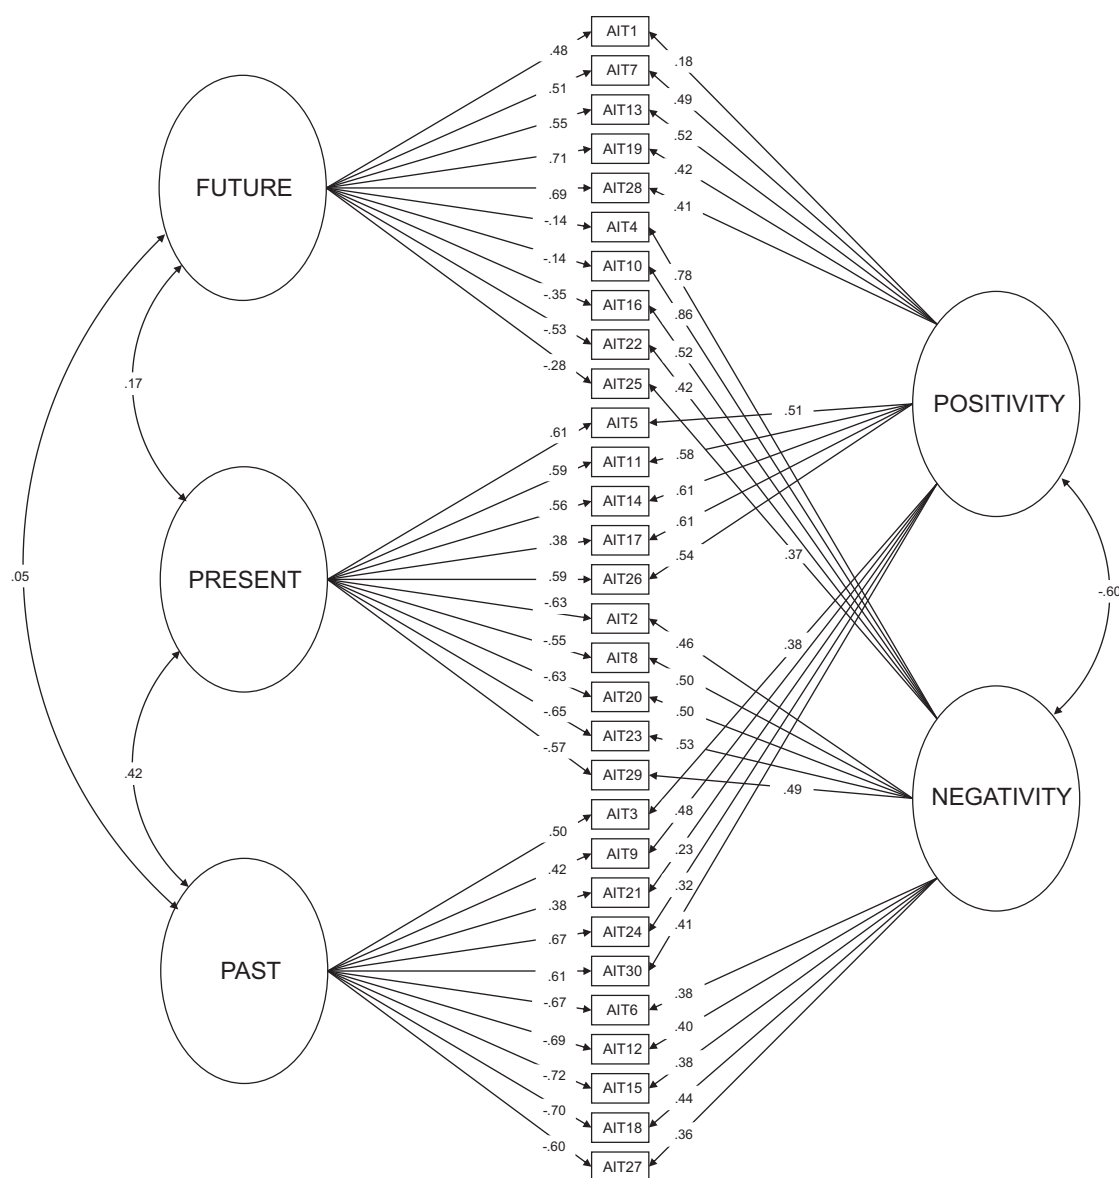 AIT1
.48
.18
AIT7
.51
.49
AIT13
.55
.52
AIT19
.71
.42
FUTURE
.69
AIT28
.41
-.14
AIT4
-.14
AIT10
.78
-.35
AIT16
.86
-.53
AIT22
.52
-.28
AIT25
.42
.17
POSITIVITY
.61
AIT5
.51
.59
AIT11
.58
.56
AIT14
.61
.38
AIT17
.61
.54
.37
.05
PRESENT
.59
AIT26
-.60
-.63
AIT2
-.55
AIT8
.46
.38
-.63
AIT20
.50
-.65
AIT23
.50
-.57
AIT29
.53
.49
NEGATIVITY
.42
.50
AIT3
.48
.42
AIT9
.23
.38
AIT21
.32
.67
AIT24
.41
PAST
.61
AIT30
-.67
AIT6
.38
-.69
AIT12
.40
-.72
AIT15
.38
-.70
AIT18
.44
-.60
AIT27
.36